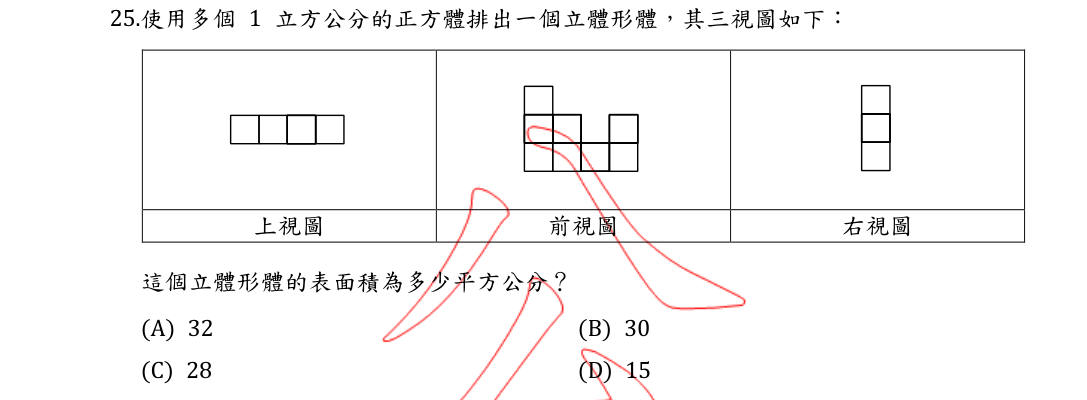 25.使用多個 1 立方公分的正方體排出一個立體形體，其三視圖如下：
上視圖 前視圖 右視圖
這個立體形體的表面積為多少平方公分？
(A) 32 (B) 30
(C) 28 (D) 15